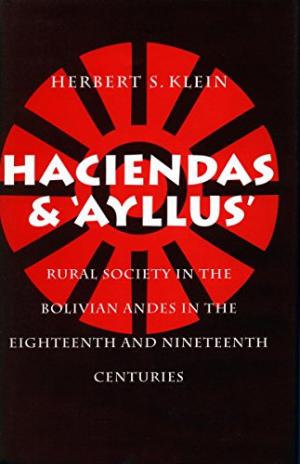 HERBERT S. KLEIN
HACIENDAS
& 'AYLLUS'
RURAL SOCIETY IN THE
BOLIVIAN ANDES IN THE
EIGHTEENTH AND NINETEENTH
CENTURIES